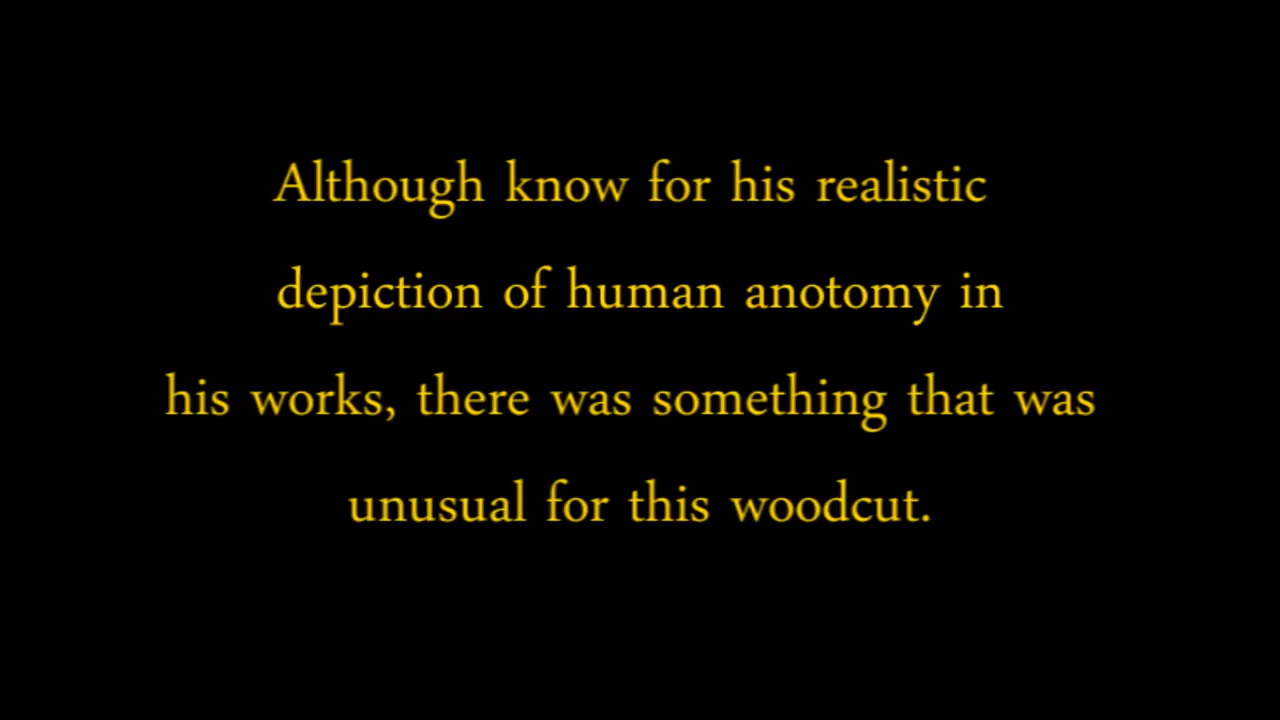 Although know for his realistic
depiction of human anotomy in
his works, there was something that was
unusual for this woodcut.